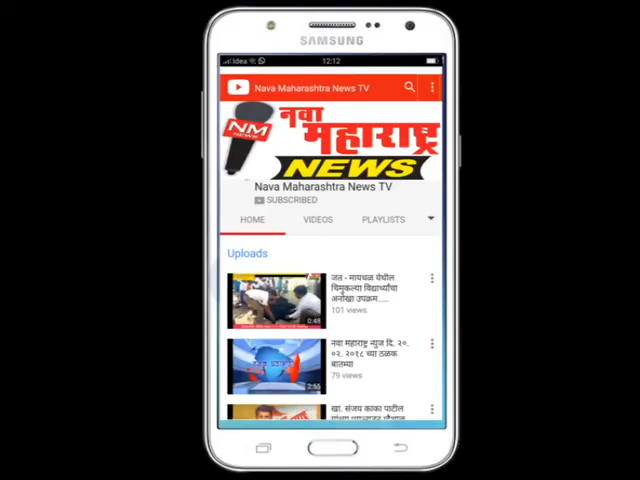 SAMSUNG
Idea
12:12
Nava Maharashtra News TV
नवा
महाराष्ट्र
NM
NEWS
NEWS
Nava Maharashtra News TV
SUBSCRIBED
HOME VIDEOS PLAYLISTS
Uploads
जत - मायथळ येथील
चिमुकल्या विद्यार्थ्यांचा
अनोखा उपक्रम.....
101 views
0:48
नवा महाराष्ट्र न्युज दि. २०.
०२. २०१८ च्या ठळक
बातम्या
79 views
2:55
खा. संजय काका पाटील